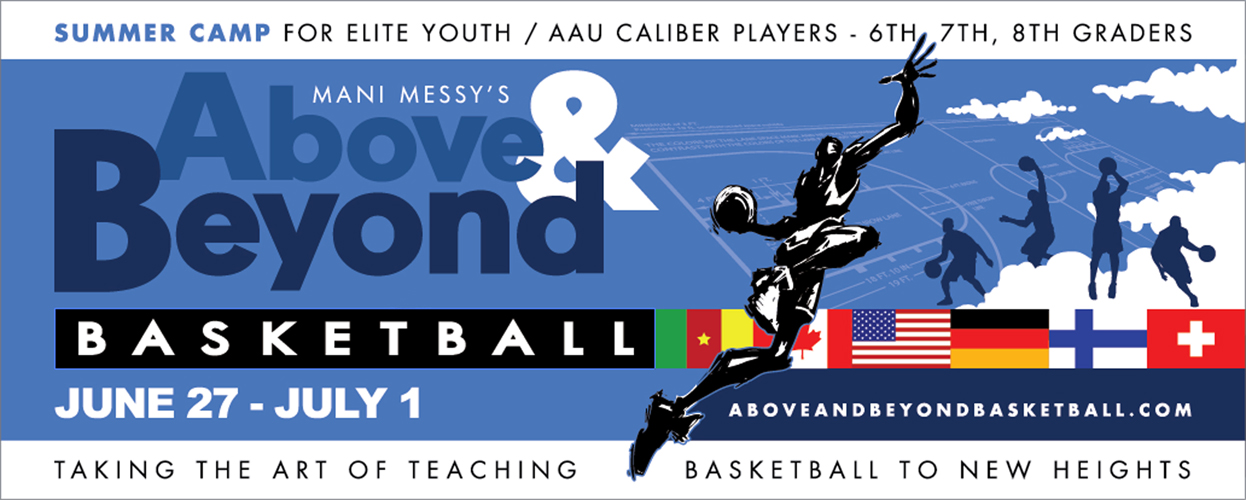 SUMMER CAMP FOR ELITE YOUTH / AAU CALIBER PLAYERS - 6TH, 7TH, 8TH GRADERS
MANI MESSY'S
Above &
Beyond
BASKETBALL
JUNE 27 - JULY 1
ABOVEANDBEYONDBASKETBALL.COM
TAKING THE ART OF TEACHING BASKETBALL TO NEW HEIGHTS